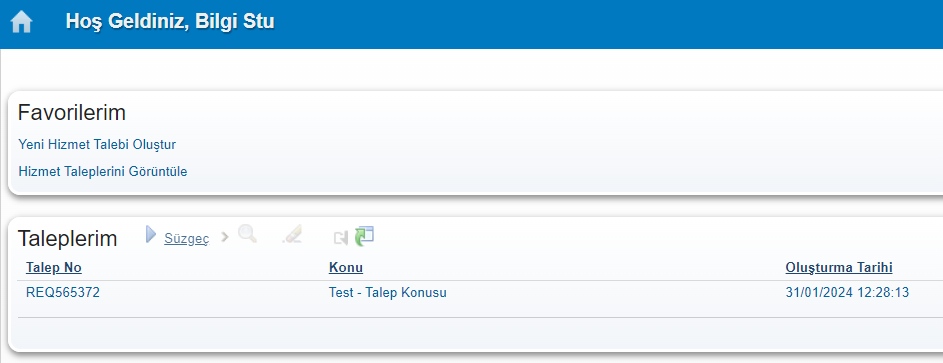 Hoş Geldiniz, Bilgi Stu
Favorilerim
Yeni Hizmet Talebi Oluştur
Hizmet Taleplerini Görüntüle
Taleplerim Süzgeç
Talep No Konu Oluşturma Tarihi
REQ565372 Test - Talep Konusu 31/01/2024 12:28:13